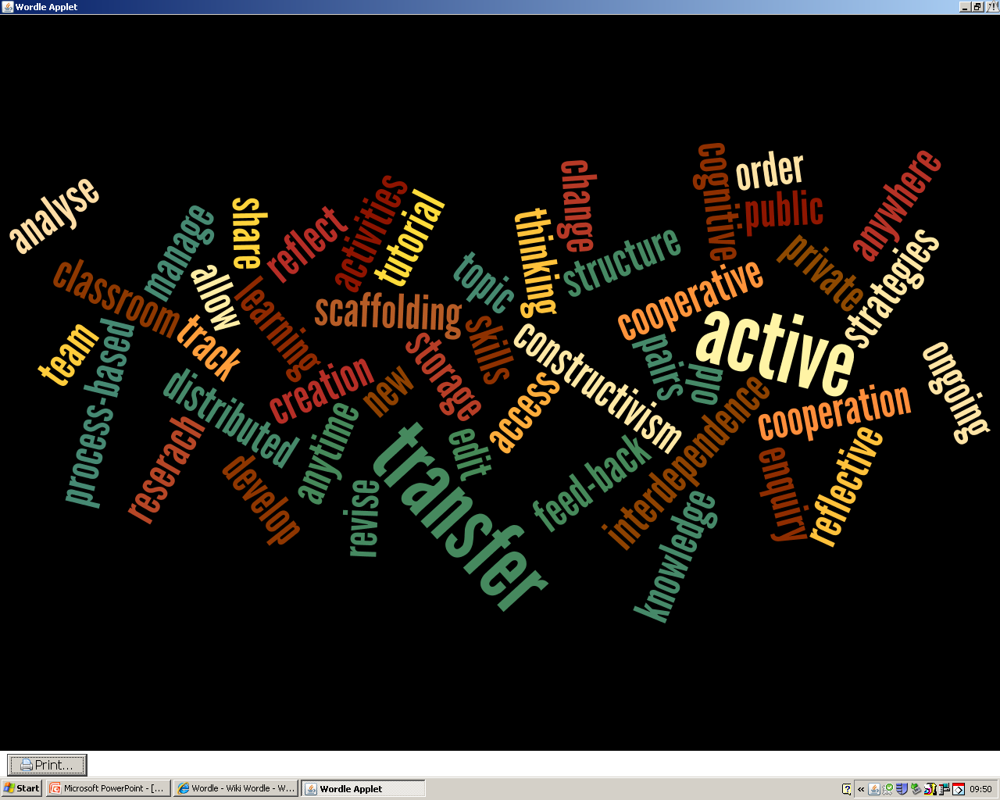 Wordle Applet
analyse
manage
share
reflect
activities
tutorial
topic
thinking
change
structure
cognitive
order
public
anywhere
private
strategies
classroom
allow
learning
scaffolding
skills
constructivism
cooperative
active
pairs
old
ongoing
team
track
process-based
distributed
creation
new
storage
access
cooperation
interdependence
reserach
develop
anytime
revise
edit
transfer
feed-back
knowledge
enquiry
reflective
Print...
Start
Microsoft PowerPoint - [...
Wordle - Wiki Wordle - W...
Wordle Applet
«
09:50